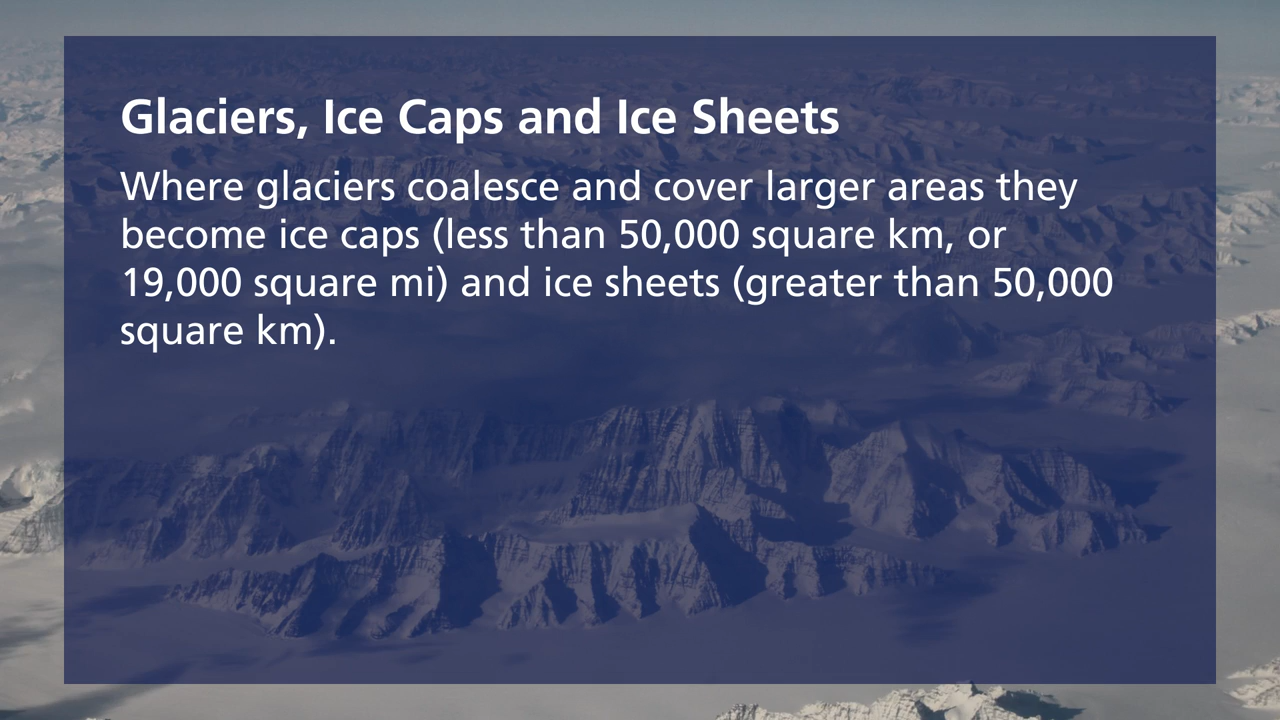 Glaciers, Ice Caps and Ice Sheets
Where glaciers coalesce and cover larger areas they
become ice caps (less than 50,000 square km, or
19,000 square mi) and ice sheets (greater than 50,000
square km).